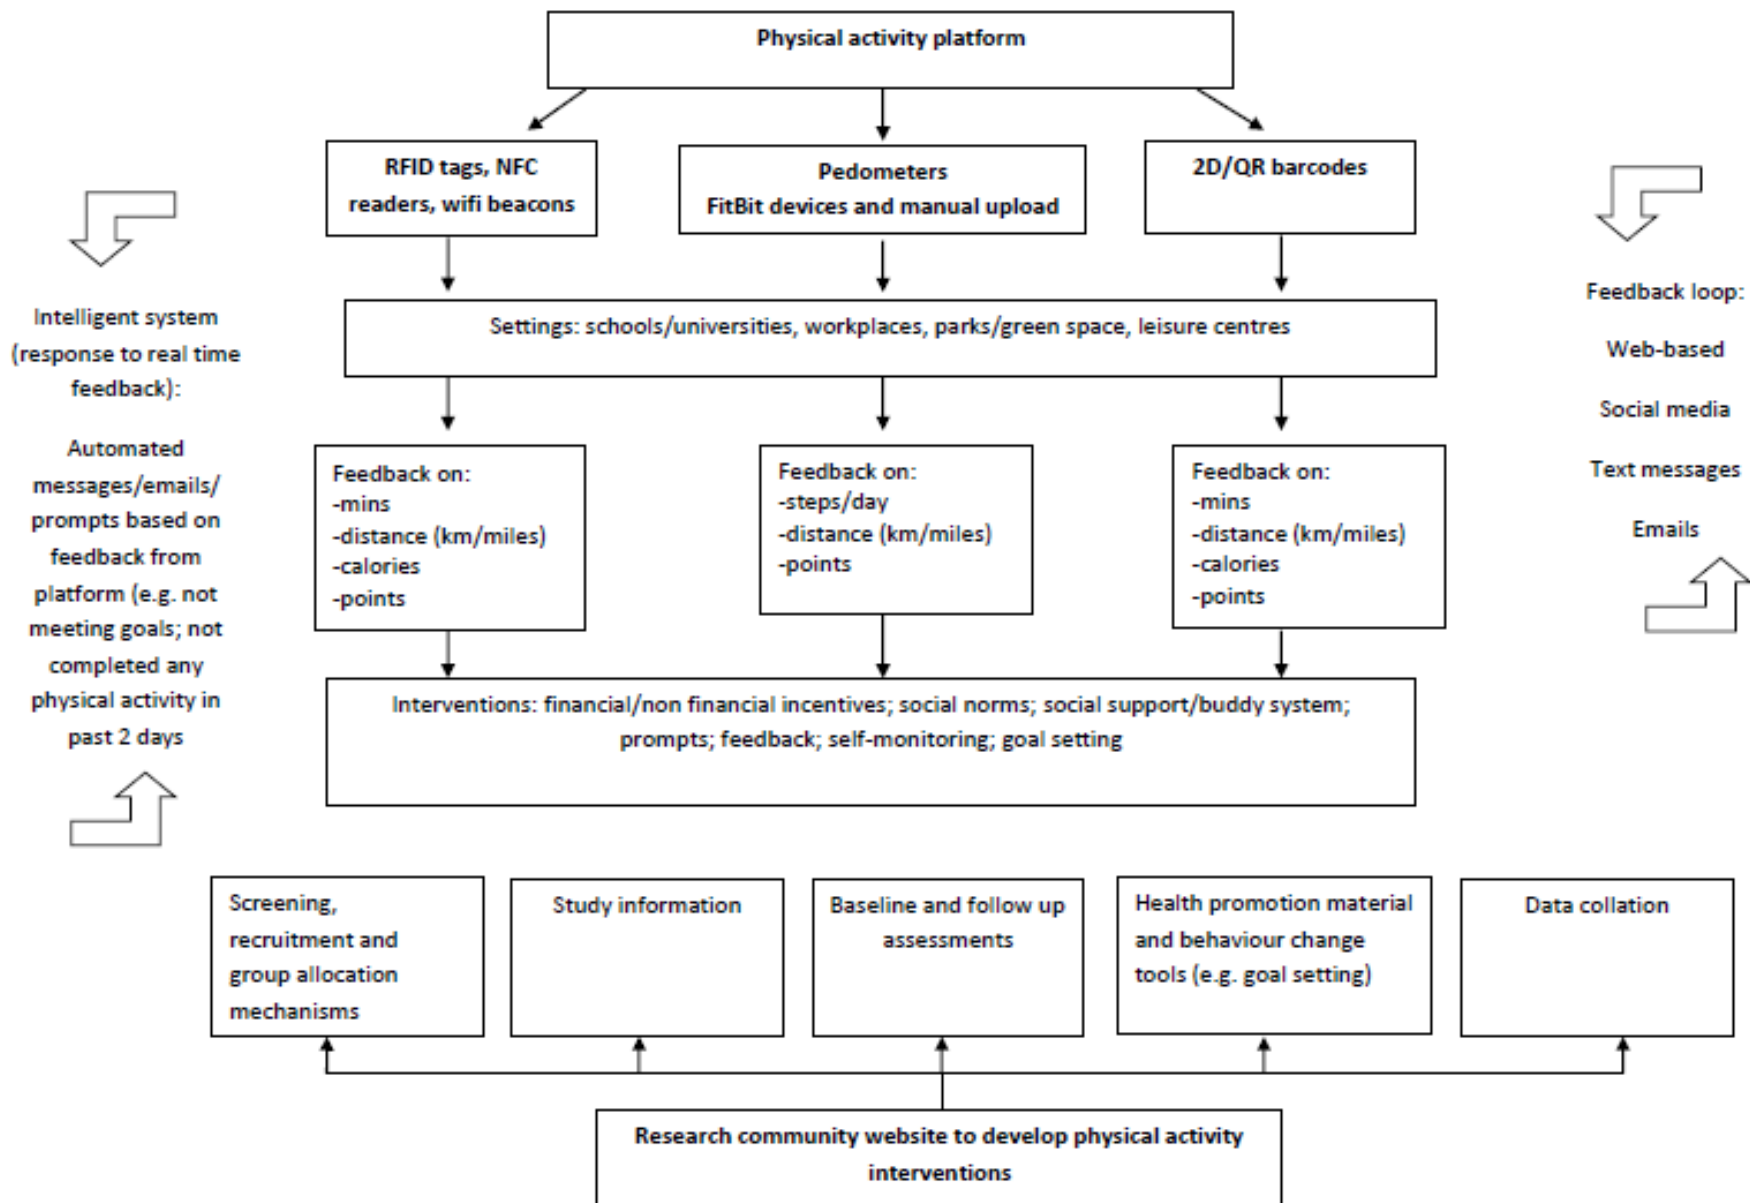 Physical activity platform
RFID tags, NFC
readers, wifi beacons
Pedometers
FitBit devices and manual upload
2D/QR barcodes
Settings: schools/universities, workplaces, parks/green space, leisure centres
Intelligent system
(response to real time
feedback):
Automated
messages/emails/
prompts based on
feedback from
platform (e.g. not
meeting goals; not
completed any
physical activity in
past 2 days
Feedback loop:
Web-based
Social media
Text messages
Emails
Feedback on:
-mins
-distance (km/miles)
-calories
-points
Feedback on:
-steps/day
-distance (km/miles)
-points
Feedback on:
-mins
-distance (km/miles)
-calories
-points
Interventions: financial/non financial incentives; social norms; social support/buddy system;
prompts; feedback; self-monitoring; goal setting
Screening,
recruitment and
group allocation
mechanisms
Study information
Baseline and follow up
assessments
Health promotion material
and behaviour change
tools (e.g. goal setting)
Data collation
Research community website to develop physical activity
interventions